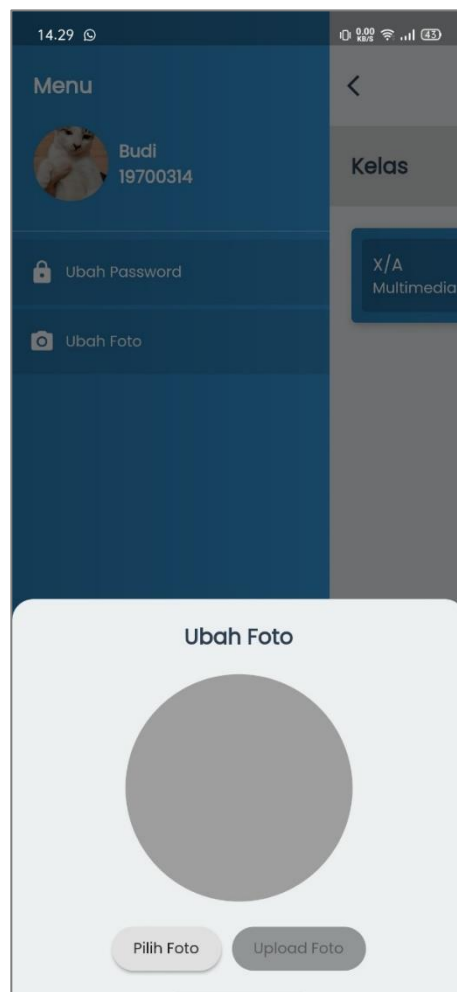 14.29
0.00
KB/S
43
Menu
Budi
19700314
Kelas
Ubah Password
X/A
Multimedia
Ubah Foto
Ubah Foto
Pilih Foto
Upload Foto